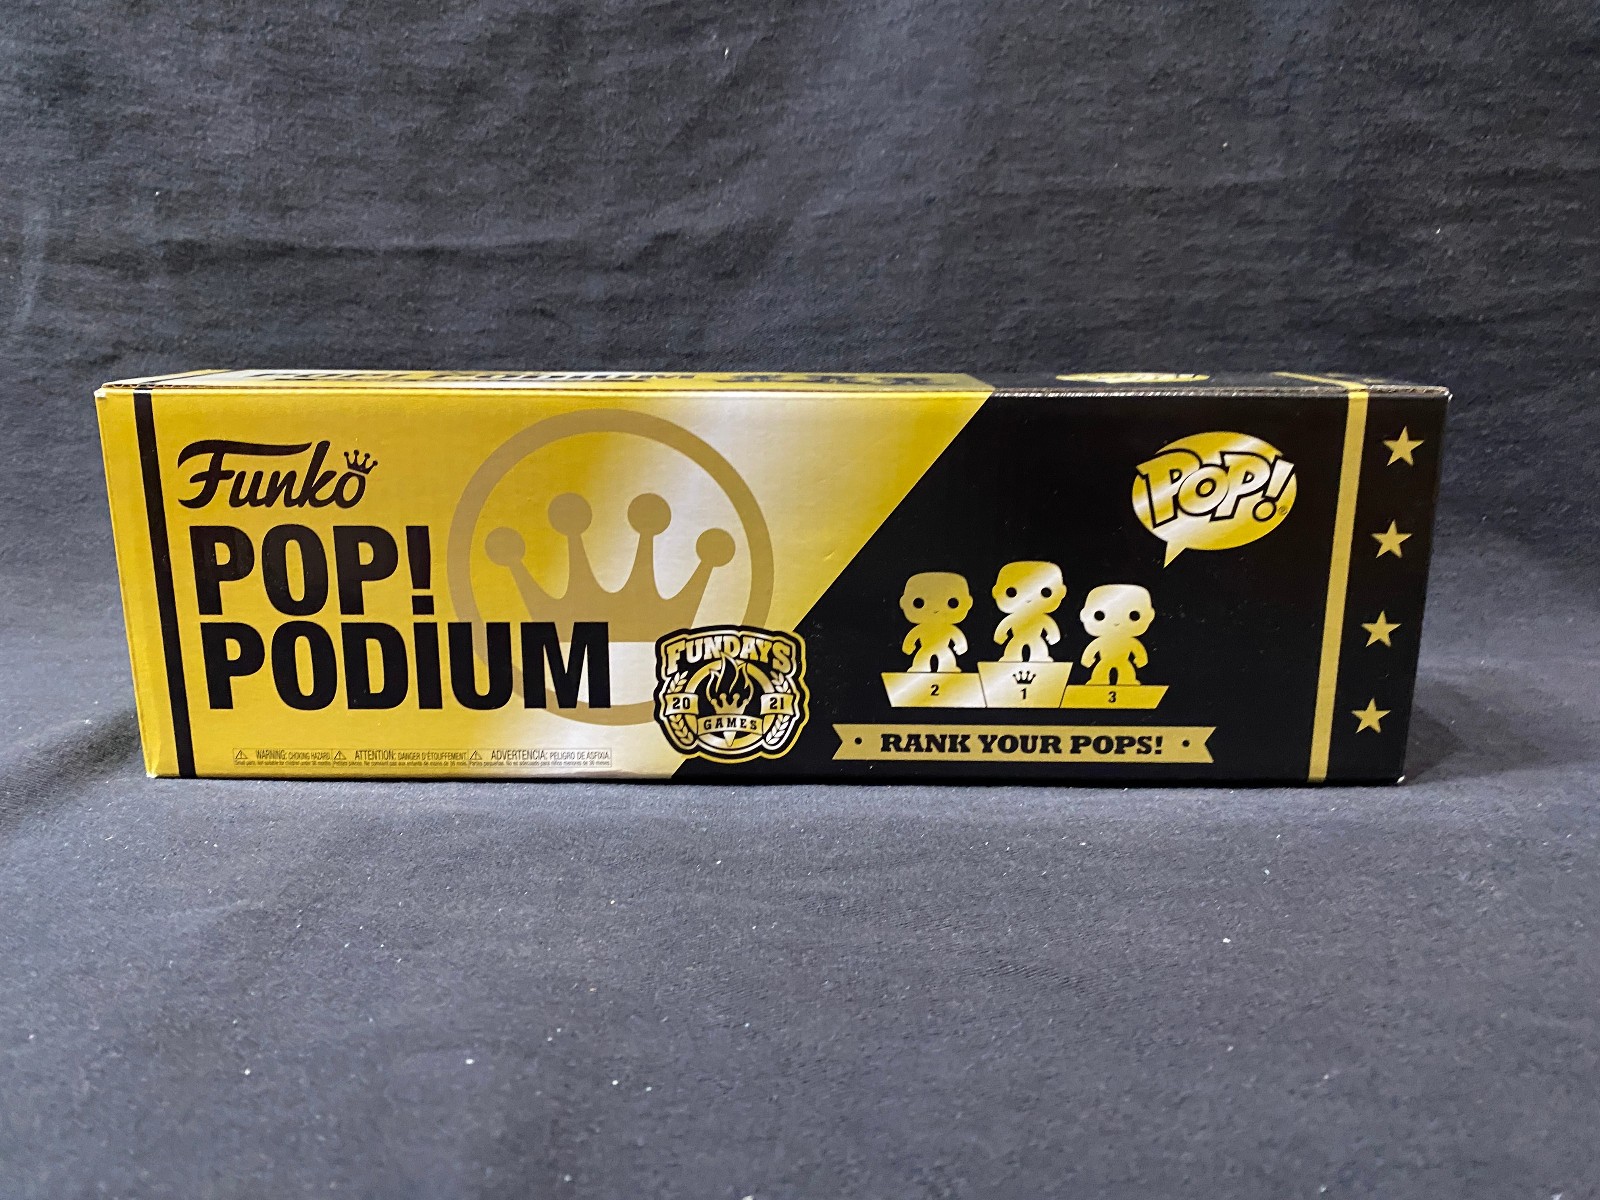 Funko
POP!
PODIUM
WARNING: CHOKING HAZARD. ATTENTION: DANGER D'ÉTOUFFEMENT. ADVERTENCIA: PELIGRO DE ASFIXIA.
FUNDAYS
20 21
GAMES
POP!®
2 1 3
RANK YOUR POPS!